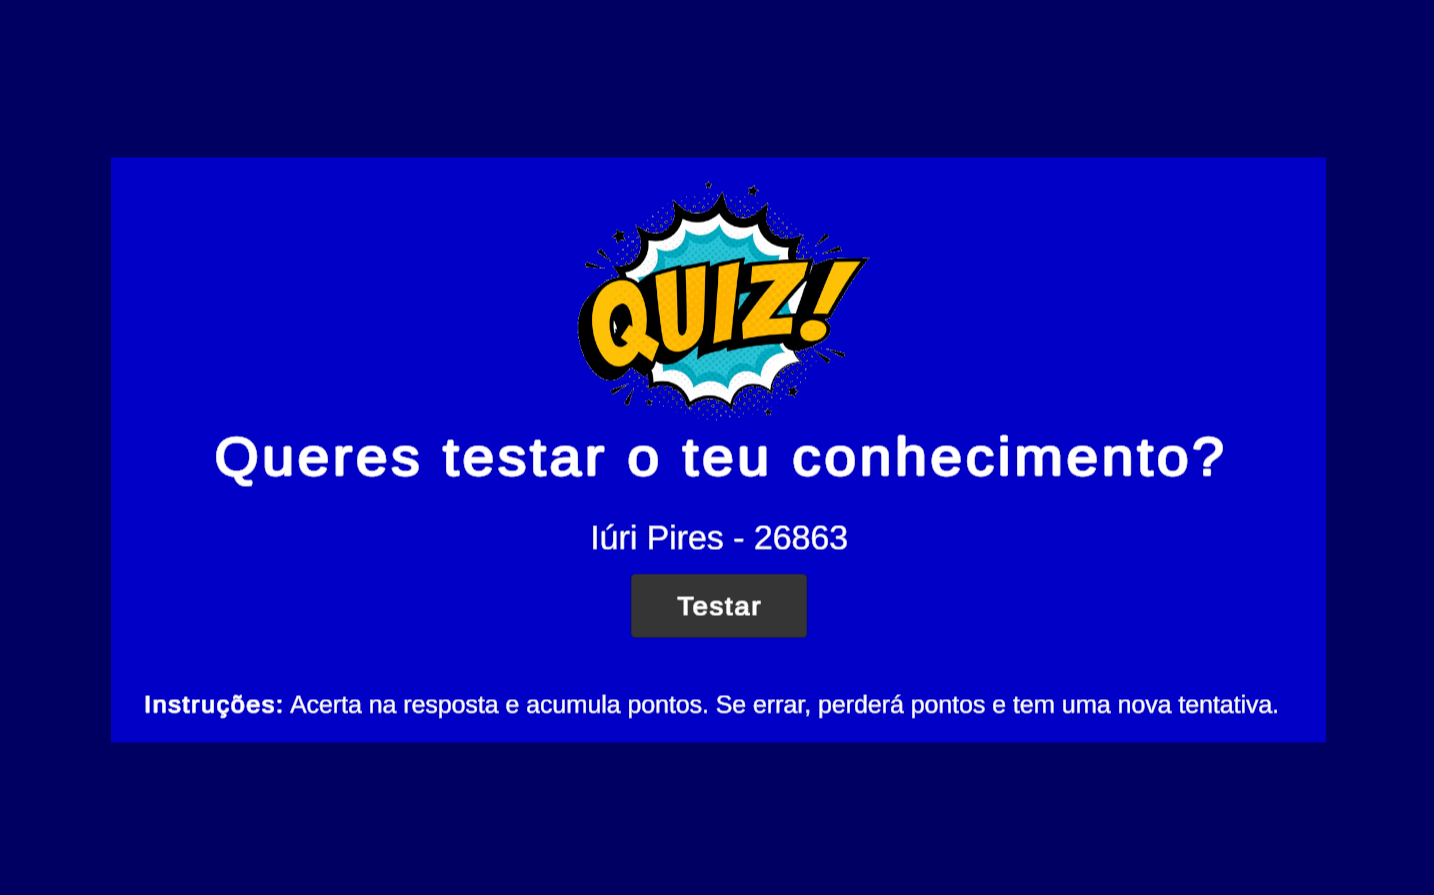 QUIZ!
Queres testar o teu conhecimento?
Iúri Pires - 26863
Testar
Instruções: Acerta na resposta e acumula pontos. Se errar, perderá pontos e tem uma nova tentativa.